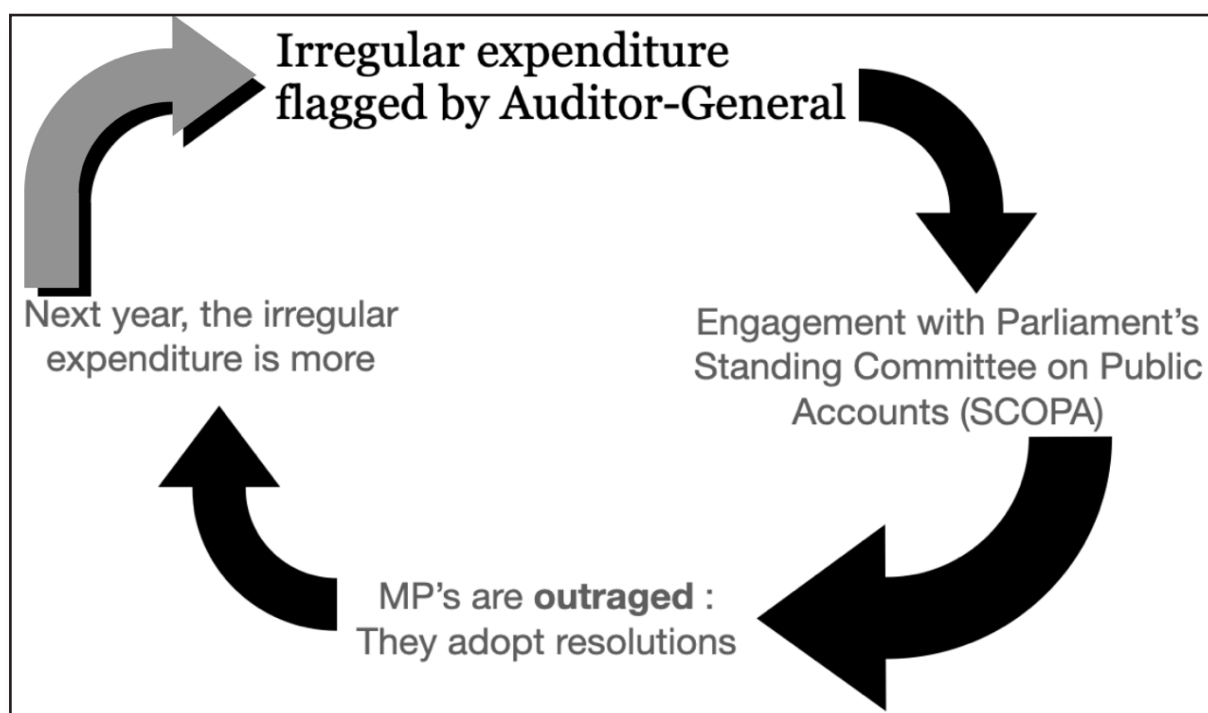 Irregular expenditure
flagged by Auditor-General
Engagement with Parliament’s
Standing Committee on Public
Accounts (SCOPA)
MP’s are outraged :
They adopt resolutions
Next year, the irregular
expenditure is more